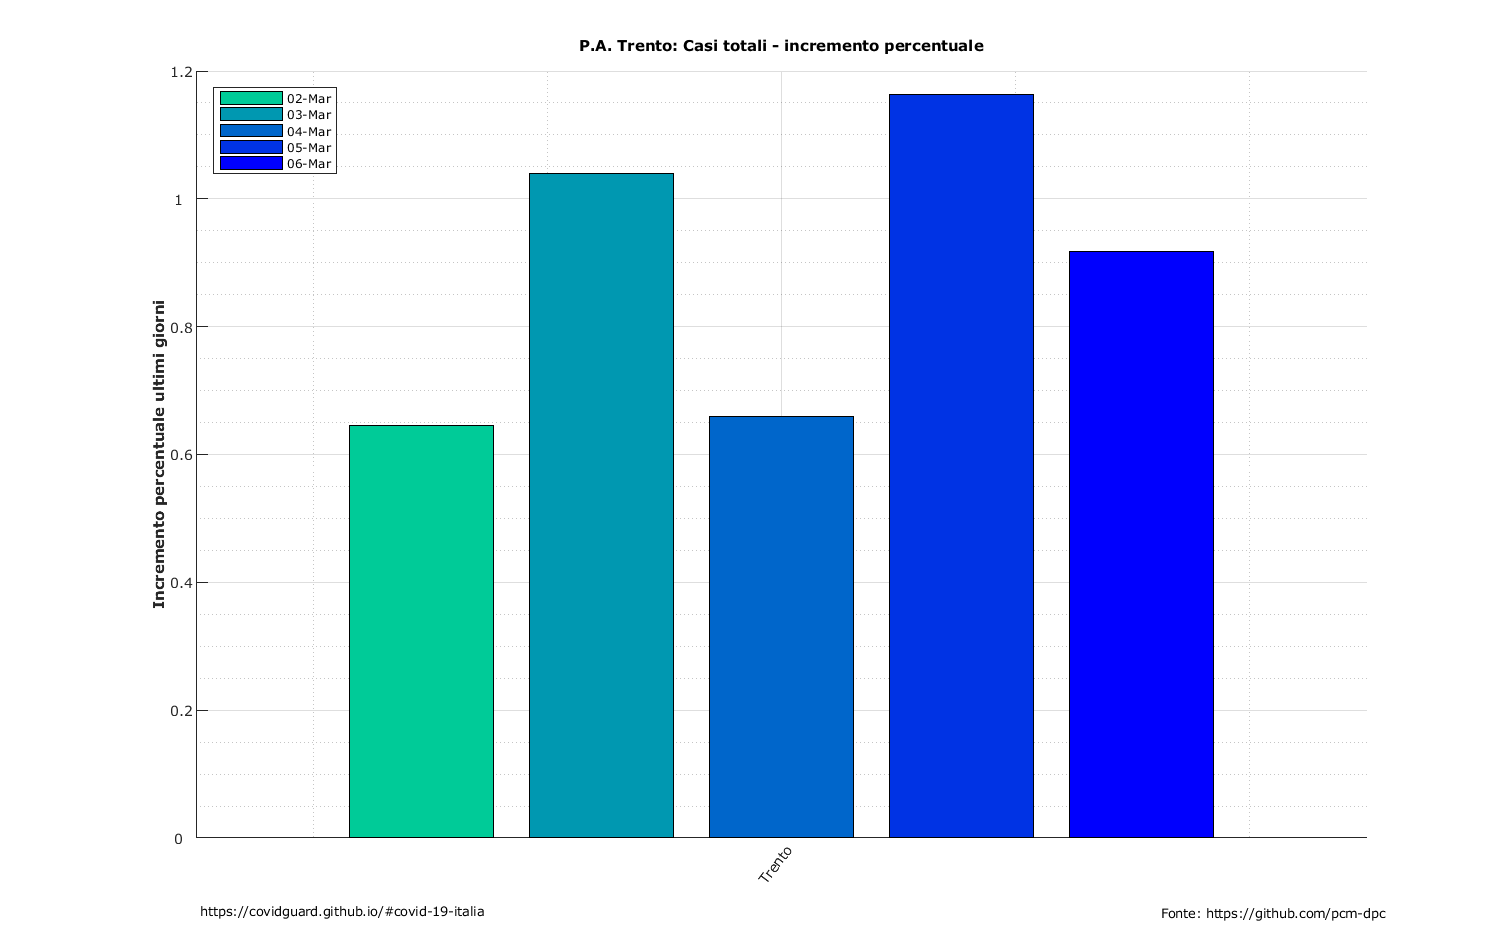 P.A. Trento: Casi totali - incremento percentuale
1.2
1
0.8
0.6
0.4
0.2
0
Incremento percentuale ultimi giorni
02-Mar
03-Mar
04-Mar
05-Mar
06-Mar
Trento
https://covidguard.github.io/#covid-19-italia
Fonte: https://github.com/pcm-dpc